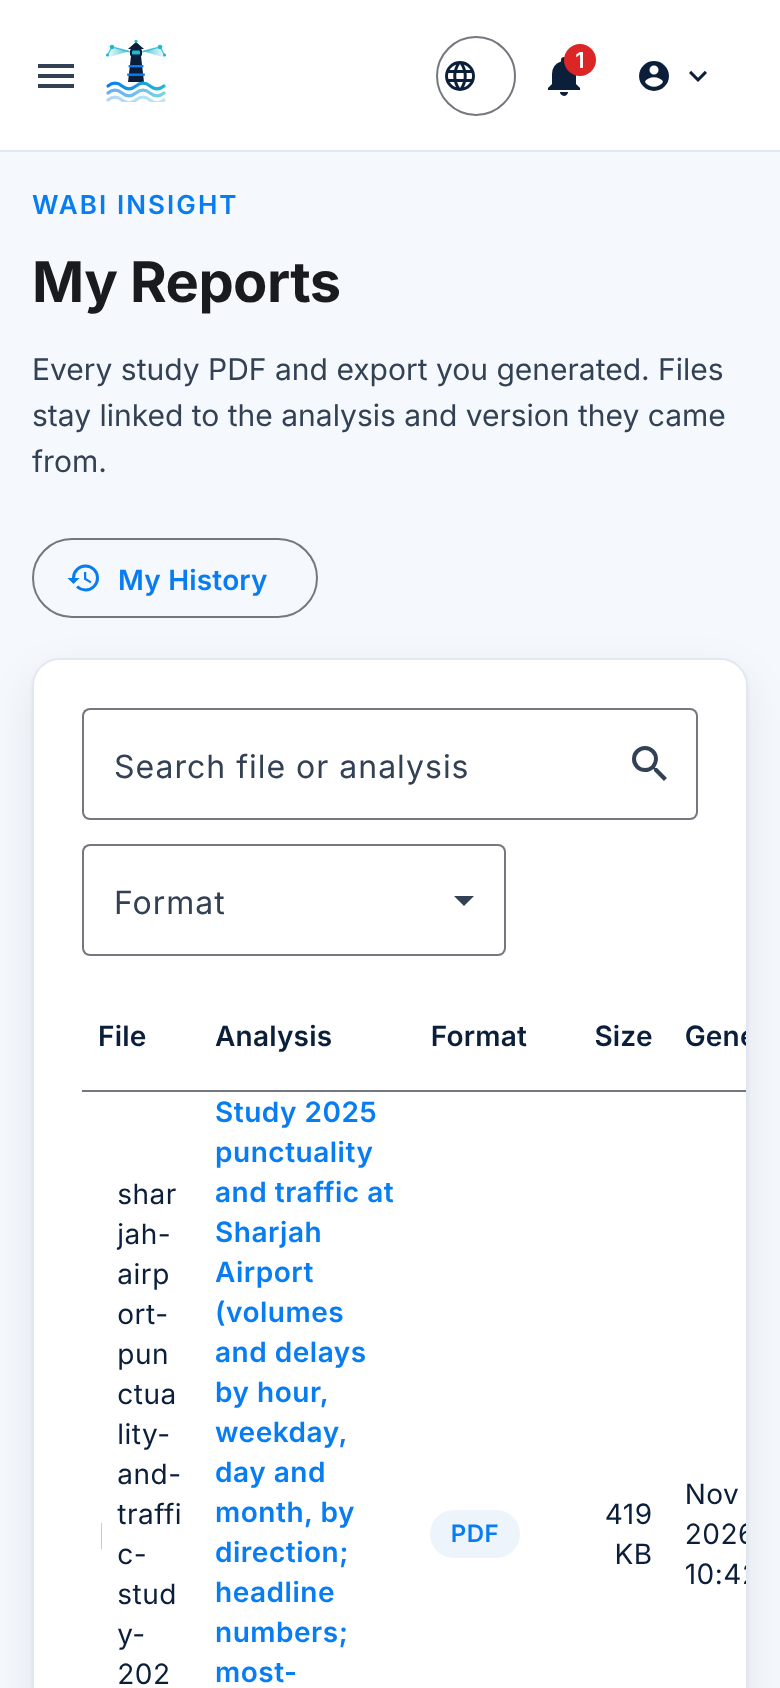 1
WABI INSIGHT
My Reports
Every study PDF and export you generated. Files
stay linked to the analysis and version they came
from.
My History
Search file or analysis
Format
File Analysis Format Size
shar
jah-
airp
ort-
pun
ctua
lity-
and-
traffi
c-
stud
y-
202
Study 2025
punctuality
and traffic at
Sharjah
Airport
(volumes
and delays
by hour,
weekday,
day and
month, by
direction;
headline
numbers;
most-
PDF
419
KB
Nov
2026